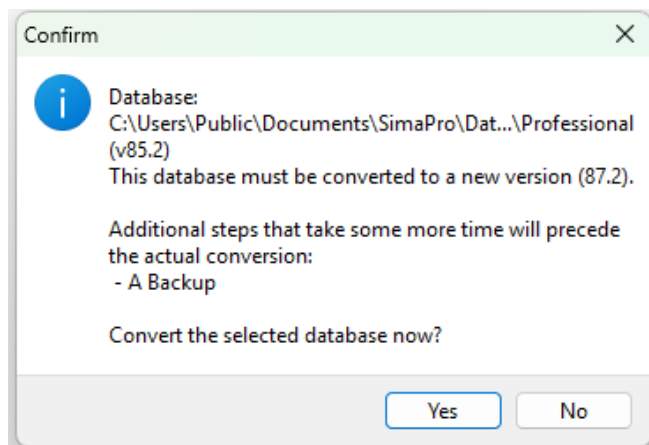 Confirm
Database:
C:\Users\Public\Documents\SimaPro\Dat...\Professional
(v85.2)
This database must be converted to a new version (87.2).
Additional steps that take some more time will precede
the actual conversion:
- A Backup
Convert the selected database now?
Yes
No